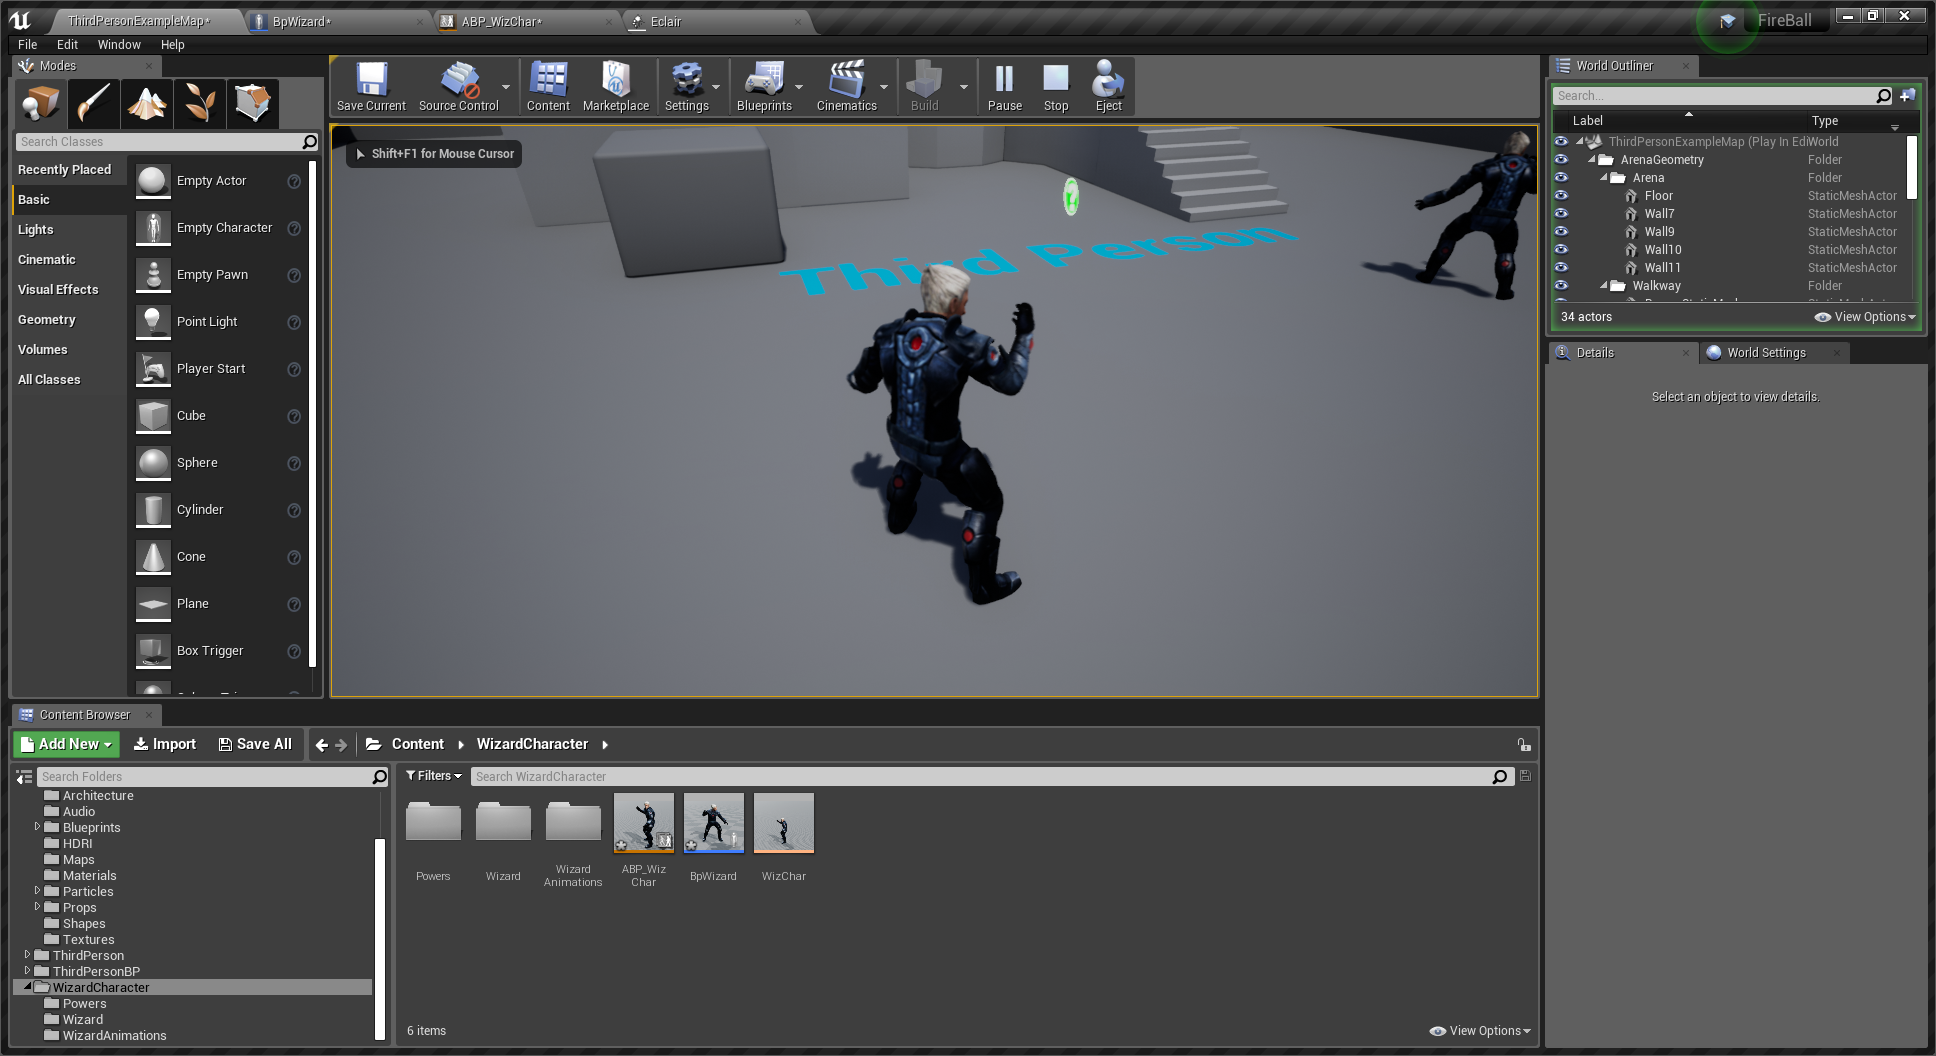 ThirdPersonExampleMap*
BpWizard*
ABP_WizChar*
Eclair
FireBall
File Edit Window Help
Modes
Search Classes
Recently Placed
Basic
Lights
Cinematic
Visual Effects
Geometry
Volumes
All Classes
Empty Actor
Empty Character
Empty Pawn
Point Light
Player Start
Cube
Sphere
Cylinder
Cone
Plane
Box Trigger
Save Current
Source Control
Content
Marketplace
Settings
Blueprints
Cinematics
Build
Pause
Stop
Eject
Shift+F1 for Mouse Cursor
Third Person
World Outliner
Search...
Label Type
ThirdPersonExampleMap (Play In Edi World
ArenaGeometry Folder
Arena Folder
Floor StaticMeshActor
Wall7 StaticMeshActor
Wall9 StaticMeshActor
Wall10 StaticMeshActor
Wall11 StaticMeshActor
Walkway Folder
34 actors
View Options
Details
World Settings
Select an object to view details.
Content Browser
Add New
Import
Save All
Content
WizardCharacter
Search Folders
Architecture
Audio
Blueprints
HDRI
Maps
Materials
Particles
Props
Shapes
Textures
ThirdPerson
ThirdPersonBP
WizardCharacter
Powers
Wizard
WizardAnimations
Filters
Search WizardCharacter
Powers
Wizard
Wizard
Animations
ABP_Wiz
Char
BpWizard
WizChar
6 items
View Options